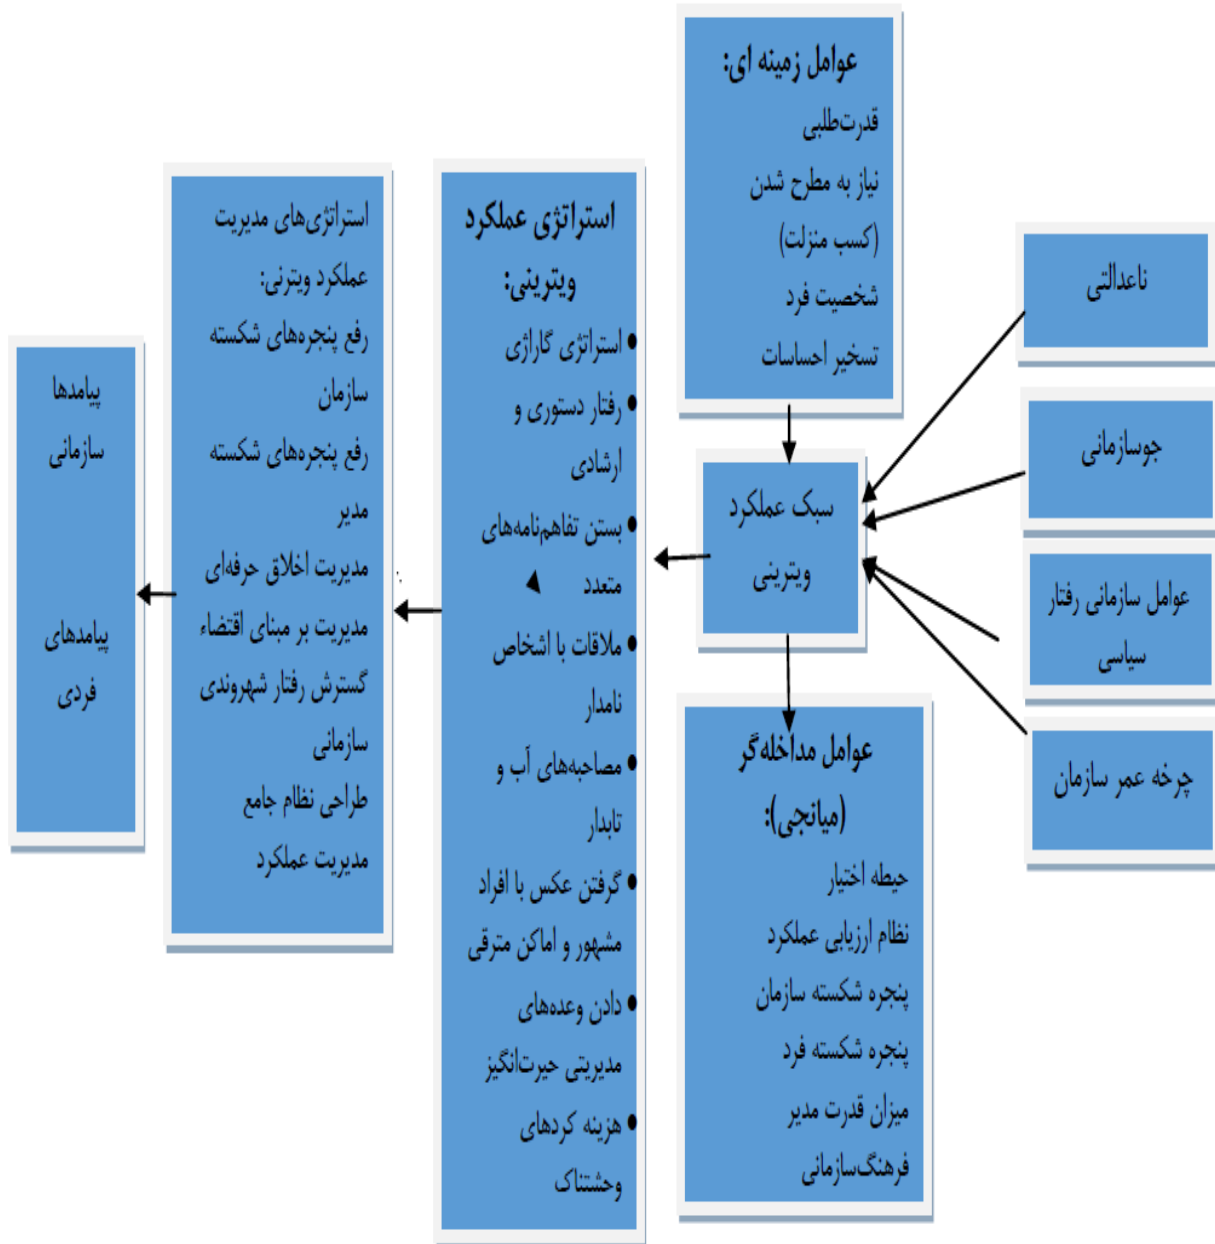 عوامل زمینه ای:
قدرت‌طلبی
نیاز به مطرح شدن
(کسب منزلت)
شخصیت فرد
تسخیر احساسات
ناعدالتی
جوسازمانی
عوامل سازمانی رفتار
سیاسی
چرخه عمر سازمان
سبک عملکرد
ویترینی
عوامل مداخله‌گر
(میانجی):
حیطه اختیار
نظام ارزیابی عملکرد
پنجره شکسته سازمان
پنجره شکسته فرد
میزان قدرت مدیر
فرهنگ‌سازمانی
استراتژی عملکرد
ویترینی:
• استراتژی گاراژی
• رفتار دستوری و
ارشادی
• بستن تفاهم‌نامه‌های
متعدد
• ملاقات با اشخاص
نامدار
• مصاحبه‌های آب و
تابدار
• گرفتن عکس با افراد
مشهور و اماکن مترقی
• دادن وعده‌های
مدیریتی حیرت‌انگیز
• هزینه کردهای
وحشتناک
استراتژی‌های مدیریت
عملکرد ویترنی:
رفع پنجره‌های شکسته
سازمان
رفع پنجره‌های شکسته
مدیر
مدیریت اخلاق حرفه‌ای
مدیریت بر مبنای اقتضاء
گسترش رفتار شهروندی
سازمانی
طراحی نظام جامع
مدیریت عملکرد
پیامدها
سازمانی
پیامدهای
فردی